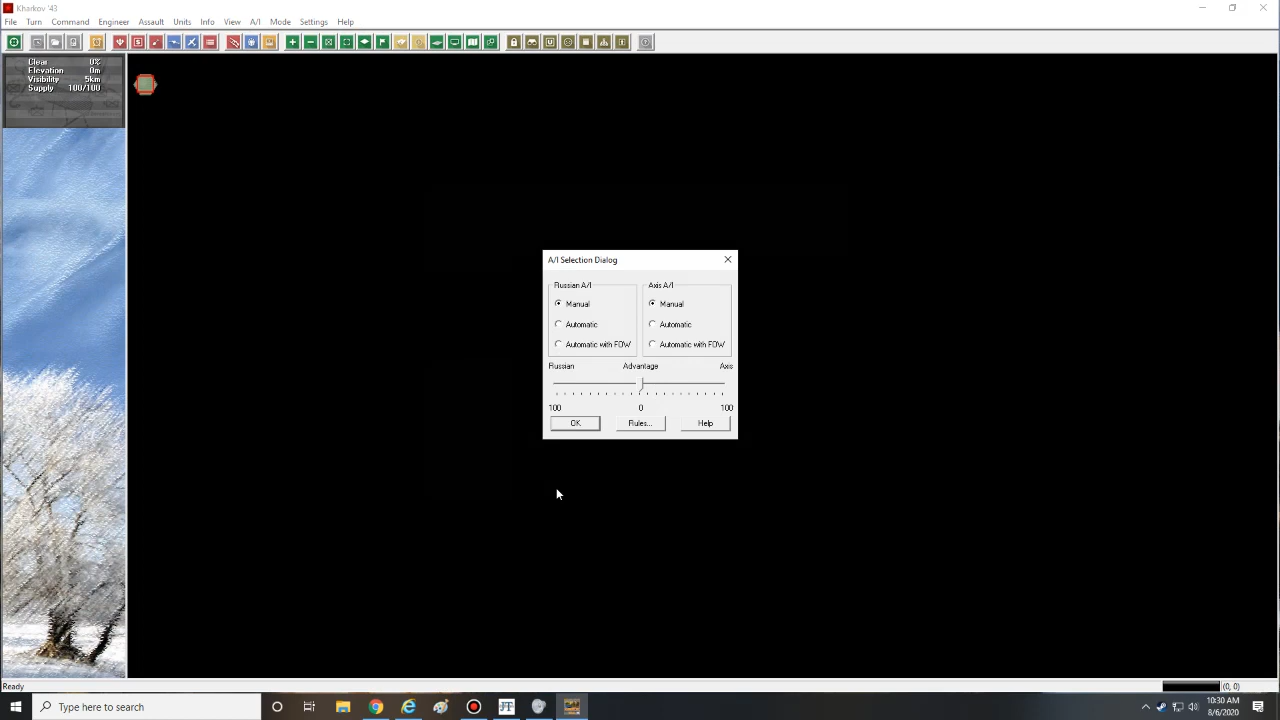 Kharkov '43
File Turn Command Engineer Assault Units Info View A/I Mode Settings Help
Clear 0%
Elevation 0m
Visibility 5km
Supply 100/100
A/I Selection Dialog
Russian A/I Axis A/I
Manual Manual
Automatic Automatic
Automatic with FOW Automatic with FOW
Russian Advantage Axis
100 0 100
OK Rules... Help
Ready (0, 0)
Type here to search
JT
10:30 AM
8/6/2020